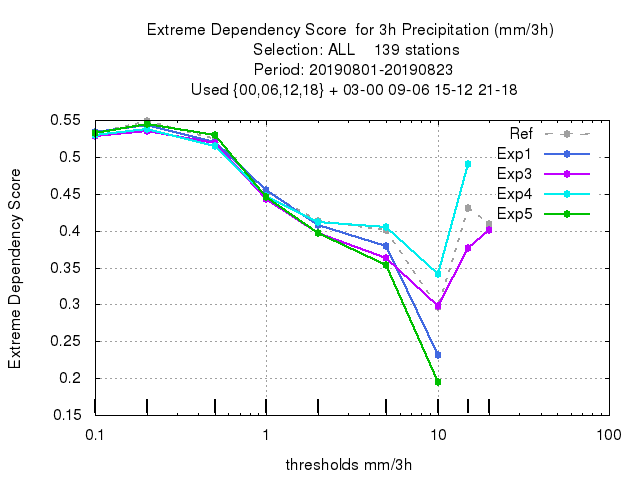 Extreme Dependency Score  for 3h Precipitation (mm/3h)
Selection: ALL    139 stations
Period: 20190801-20190823
Used {00,06,12,18} + 03-00 09-06 15-12 21-18
Extreme Dependency Score
0.55
0.5
0.45
0.4
0.35
0.3
0.25
0.2
0.15
Ref
Exp1
Exp3
Exp4
Exp5
0.1 1 10 100
thresholds mm/3h